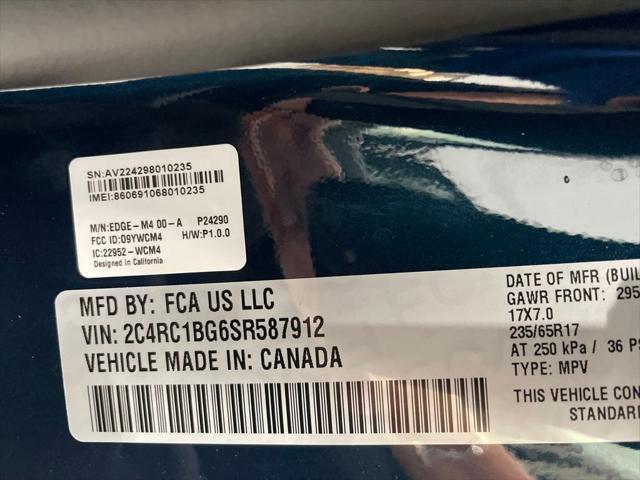 SN:AV224298010235
IMEI:860691068010235
M/N:EDGE-M4 00-A P24290
FCC ID:O9YWCM4 H/W:P1.0.0
IC:22952-WCM4
Designed in California
MFD BY: FCA US LLC
VIN: 2C4RC1BG6SR587912
VEHICLE MADE IN: CANADA
DATE OF MFR (BUIL
GAWR FRONT: 295
17X7.0
235/65R17
AT 250 kPa / 36 PS
TYPE: MPV
THIS VEHICLE CON
STANDAR